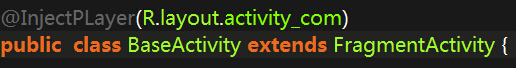 @InjectPLayer(R.layout.activity_com)
public  class BaseActivity extends FragmentActivity {